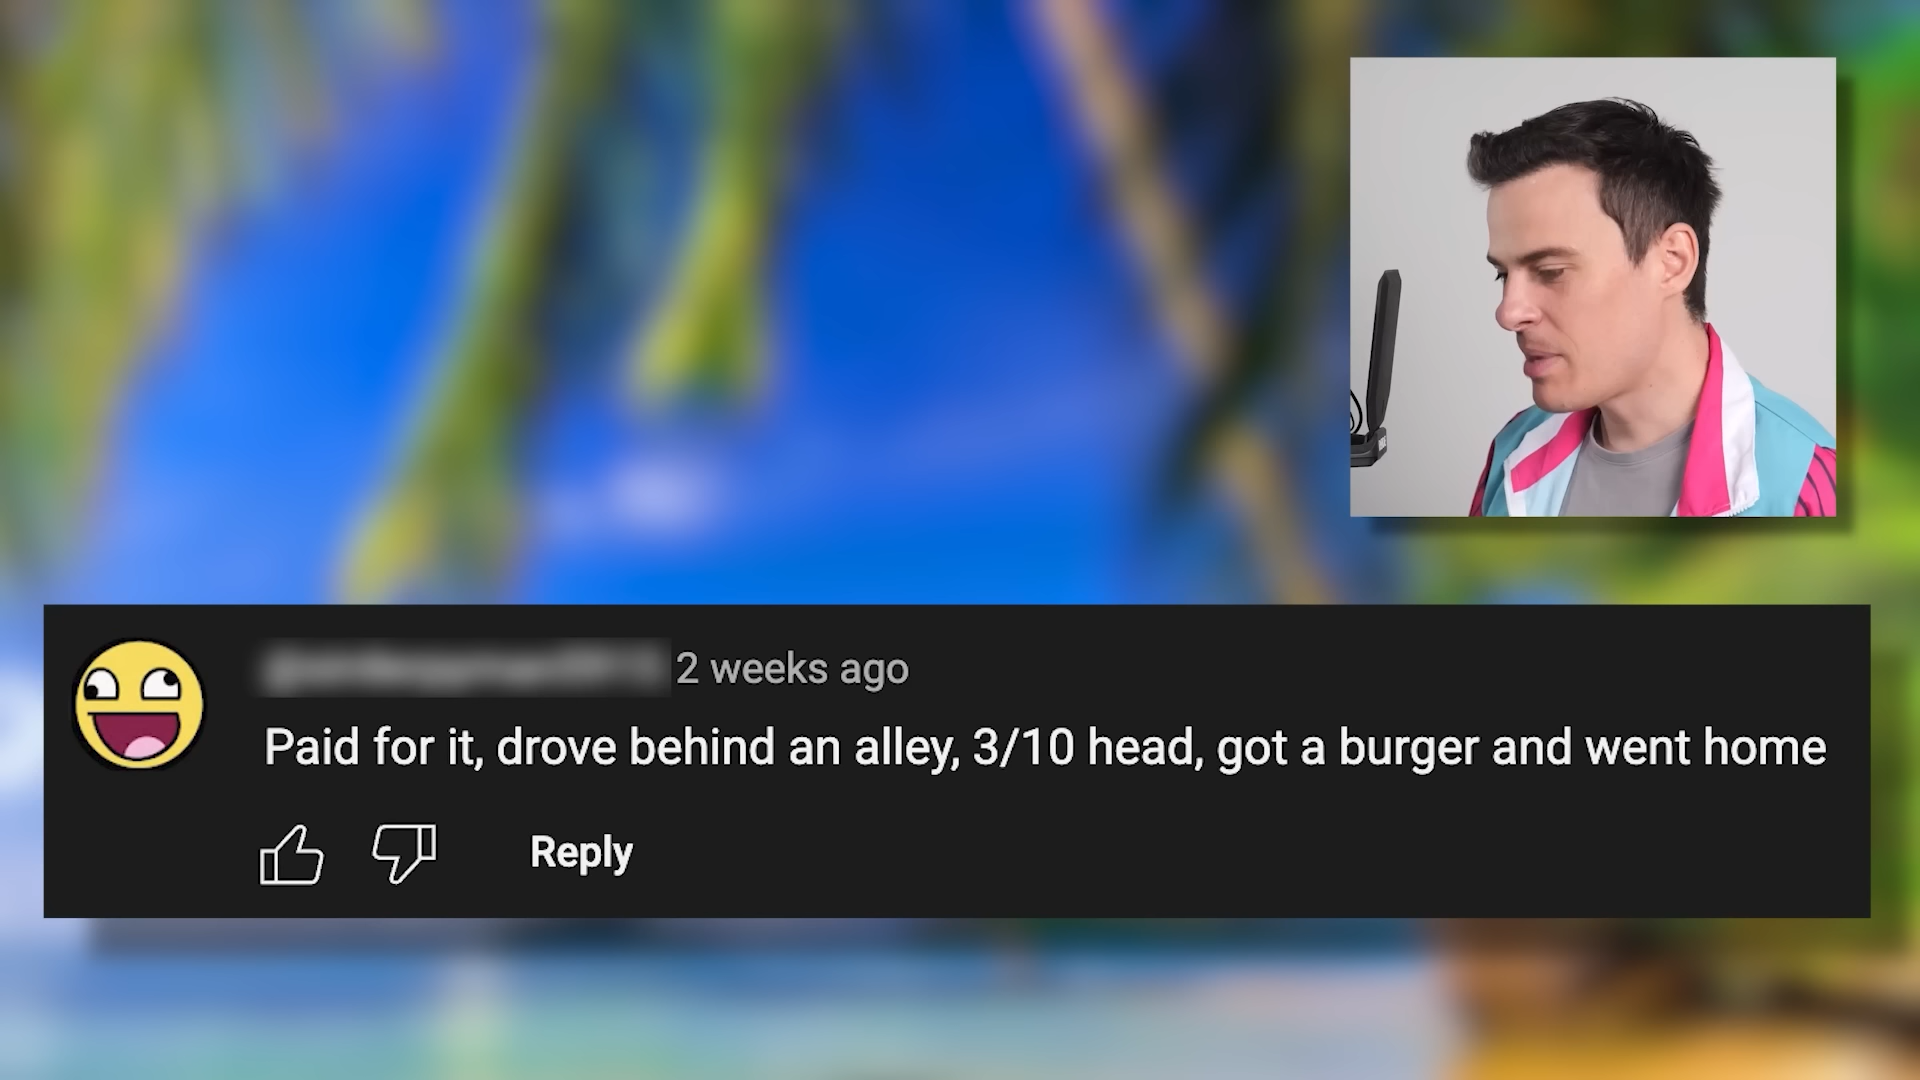 2 weeks ago
Paid for it, drove behind an alley, 3/10 head, got a burger and went home
Reply